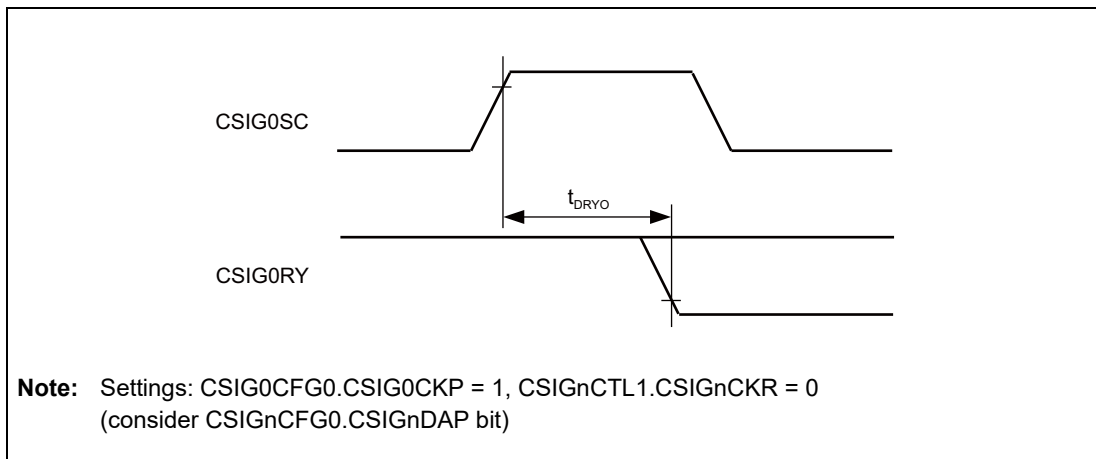 CSIG0SC
tDRYO
CSIG0RY
Note: Settings: CSIG0CFG0.CSIG0CKP = 1, CSIGnCTL1.CSIGnCKR = 0
(consider CSIGnCFG0.CSIGnDAP bit)